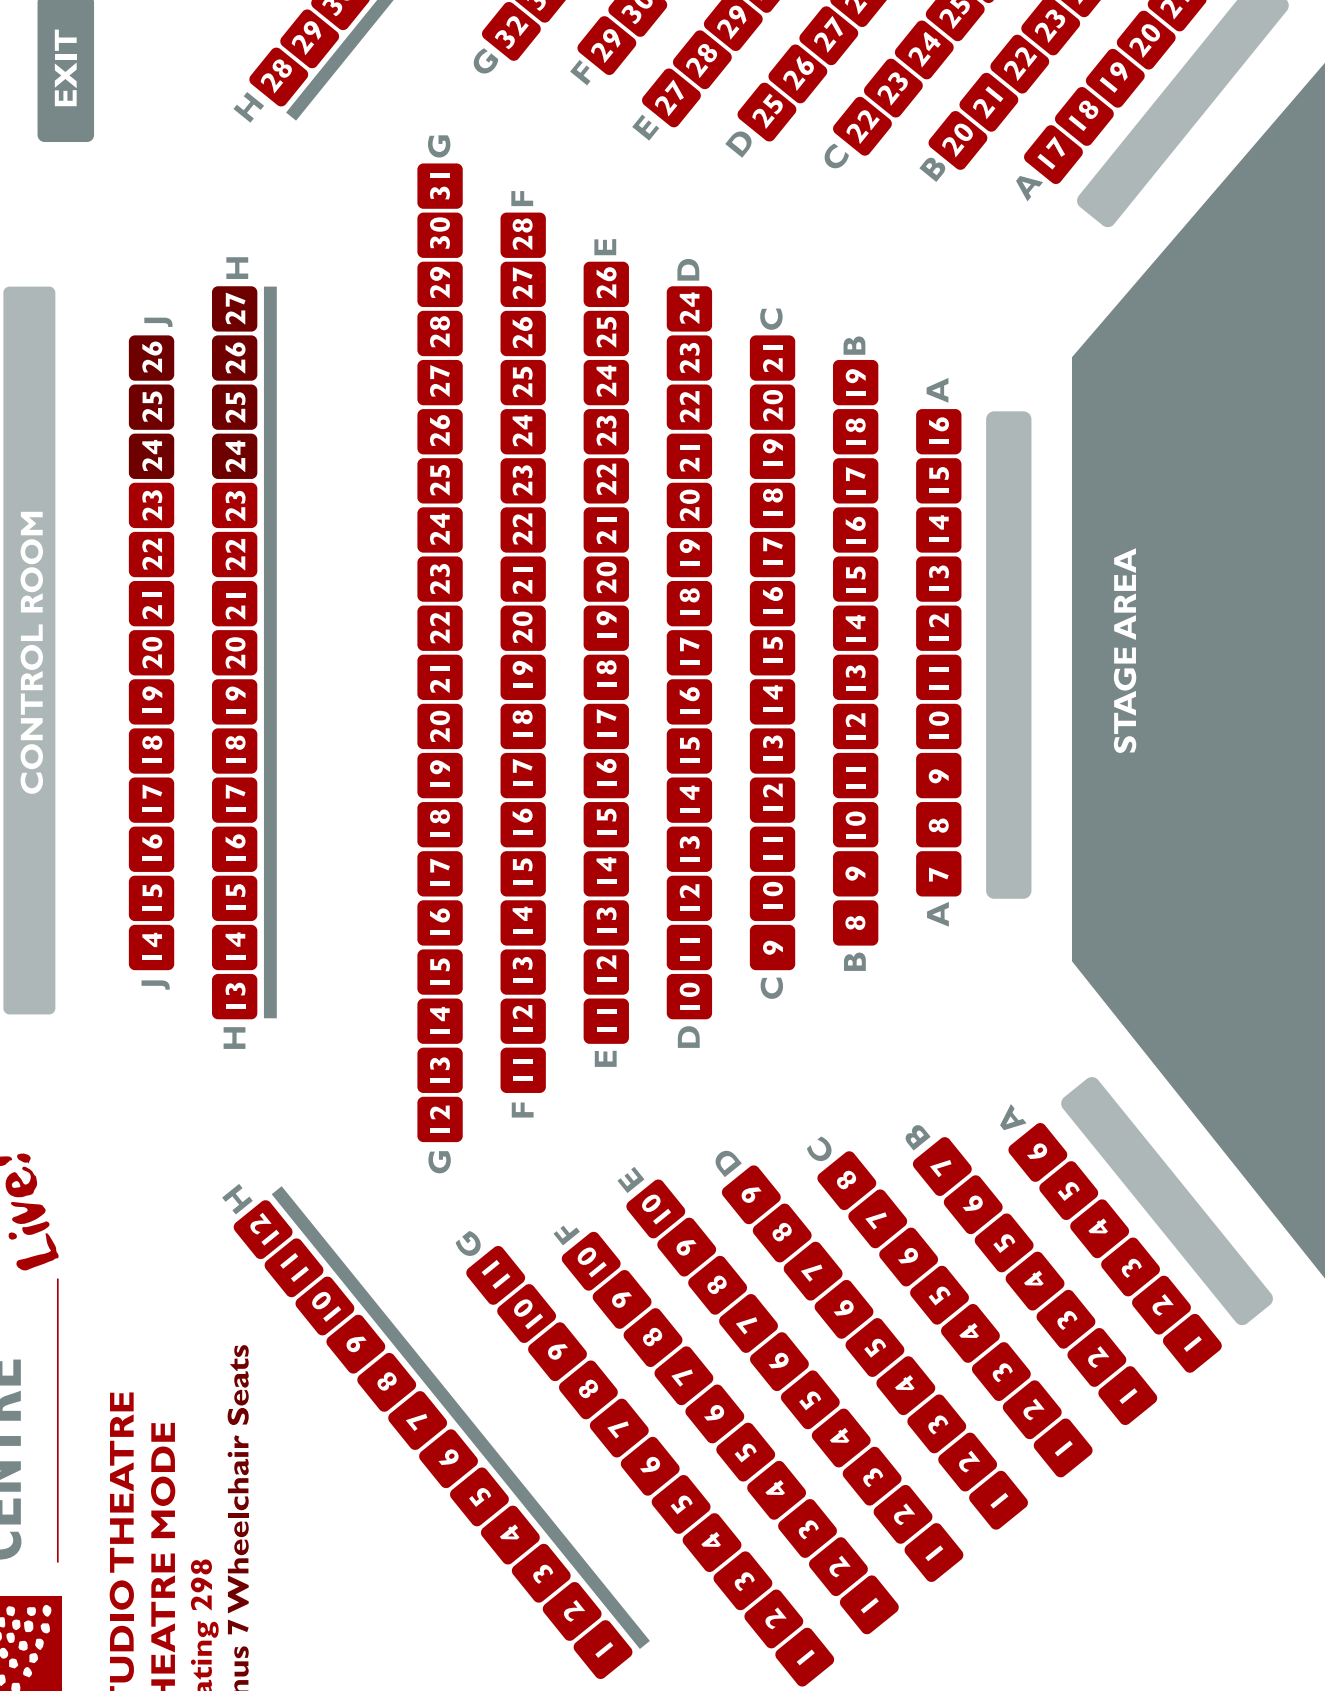 CENTRE
Live!
CONTROL ROOM
EXIT
TUDIO THEATRE
HEATRE MODE
ating 298
nus 7 Wheelchair Seats
J 14 15 16 17 18 19 20 21 22 23 24 25 26 J
H 13 14 15 16 17 18 19 20 21 22 23 24 25 26 27 H
G 12 13 14 15 16 17 18 19 20 21 22 23 24 25 26 27 28 29 30 31 G
F 11 12 13 14 15 16 17 18 19 20 21 22 23 24 25 26 27 28 F
E 11 12 13 14 15 16 17 18 19 20 21 22 23 24 25 26 E
D 10 11 12 13 14 15 16 17 18 19 20 21 22 23 24 D
C 9 10 11 12 13 14 15 16 17 18 19 20 21 C
B 8 9 10 11 12 13 14 15 16 17 18 19 B
A 7 8 9 10 11 12 13 14 15 16 A
1 2 3 4 5 6 7 8 9 10 11 12 H
1 2 3 4 5 6 7 8 9 10 11 G
1 2 3 4 5 6 7 8 9 10 F
1 2 3 4 5 6 7 8 9 10 E
1 2 3 4 5 6 7 8 9 D
1 2 3 4 5 6 7 8 C
1 2 3 4 5 6 7 B
1 2 3 4 5 6 A
H 28 29
G 32
F 29 30
E 27 28 29
D 25 26 27
C 22 23 24 25
B 20 21 22 23
A 17 18 19 20
STAGE AREA